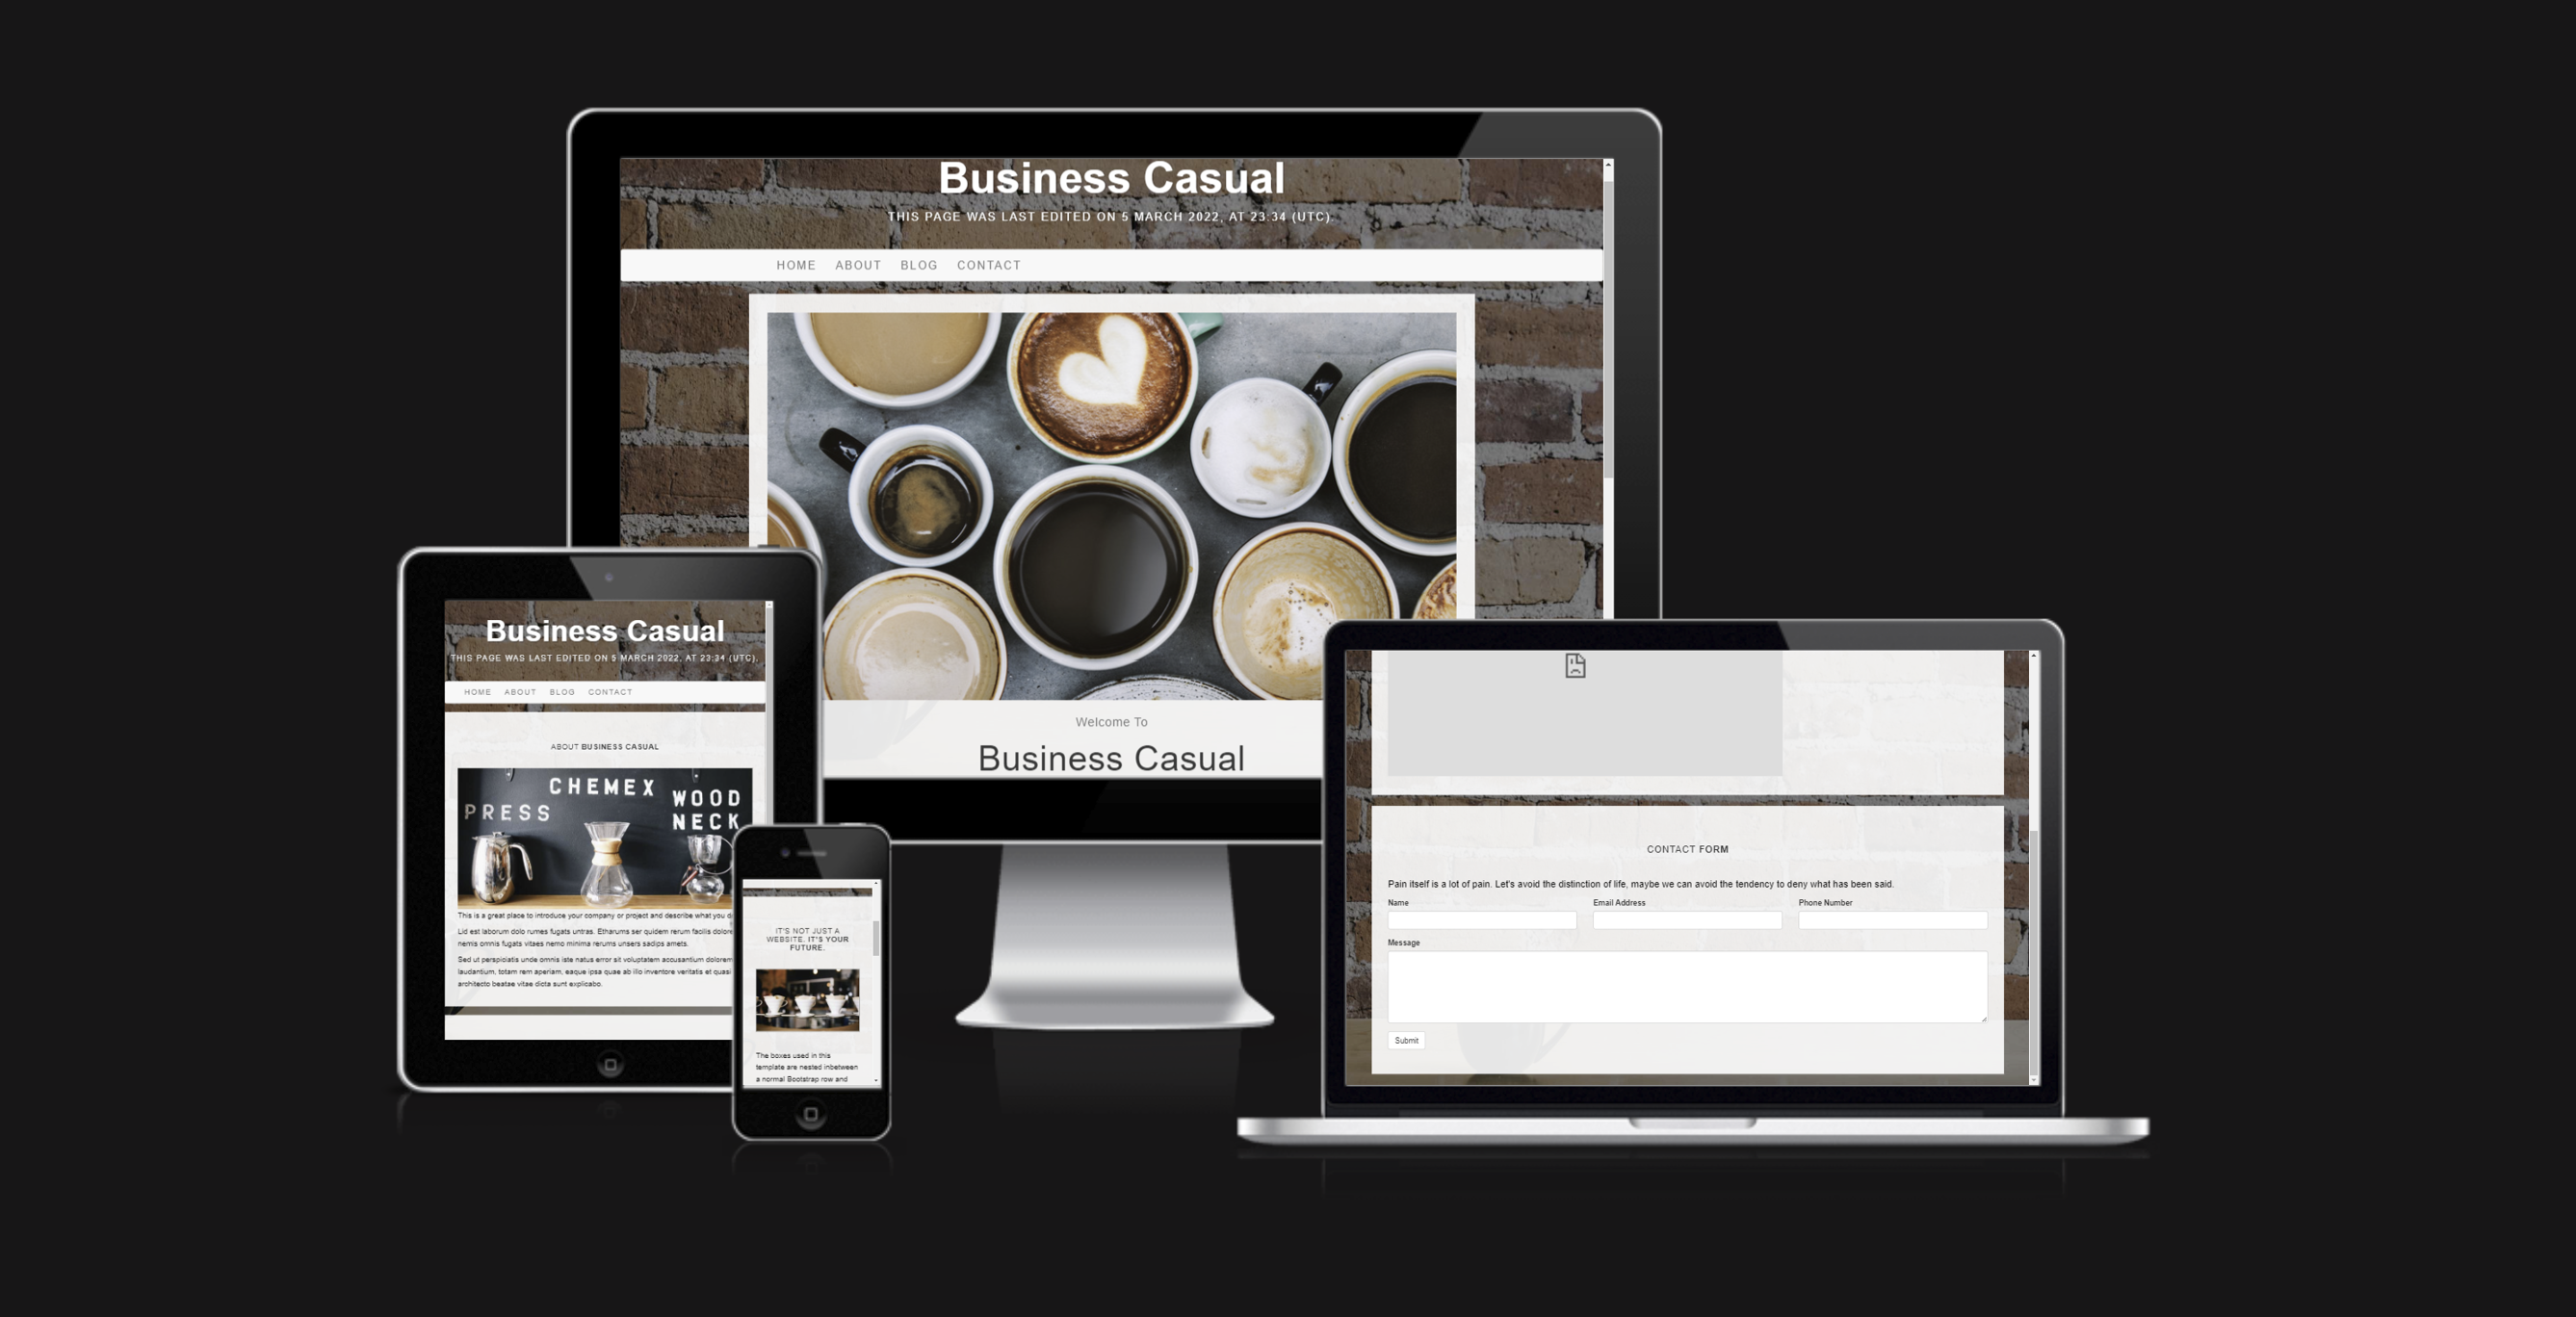 Business Casual
THIS PAGE WAS LAST EDITED ON 5 MARCH 2022, AT 23:34 (UTC).
HOME ABOUT BLOG CONTACT
Welcome To
Business Casual
Business Casual
THIS PAGE WAS LAST EDITED ON 5 MARCH 2022, AT 23:34 (UTC).
HOME ABOUT BLOG CONTACT
ABOUT BUSINESS CASUAL
CHEMEX
PRESS
WOOD
NECK
This is a great place to introduce your company or project and describe what you
Lid est laborum dolo rumes fugats untras. Etharums ser quidem rerum facilis dolore
nemis omnis fugats vitaes nemo minima rerums unsers sadips amets.
Sed ut perspiciatis unde omnis iste natus error sit voluptatem accusantium dolorem
laudantium, totam rem aperiam, eaque ipsa quae ab illo inventore veritatis et quasi
architecto beatae vitae dicta sunt explicabo.
IT'S NOT JUST A
WEBSITE. IT'S YOUR
FUTURE.
The boxes used in this
template are nested inbetween
a normal Bootstrap row and
CONTACT FORM
Pain itself is a lot of pain. Let's avoid the distinction of life, maybe we can avoid the tendency to deny what has been said.
Name Email Address Phone Number
Message
Submit